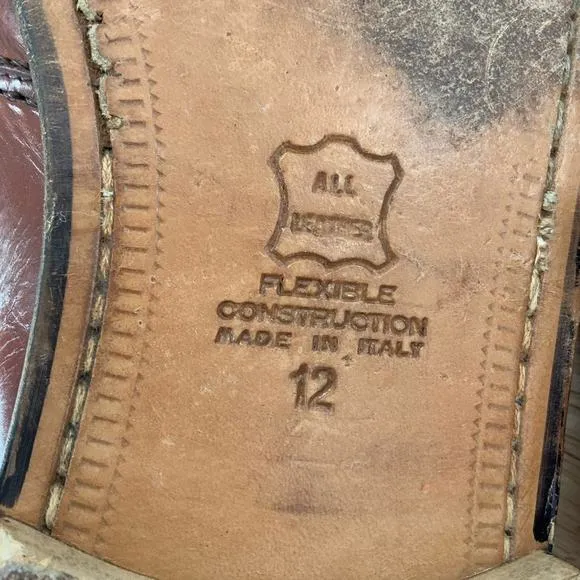 ALL
LEATHER
FLEXIBLE
CONSTRUCTION
MADE IN ITALY
12